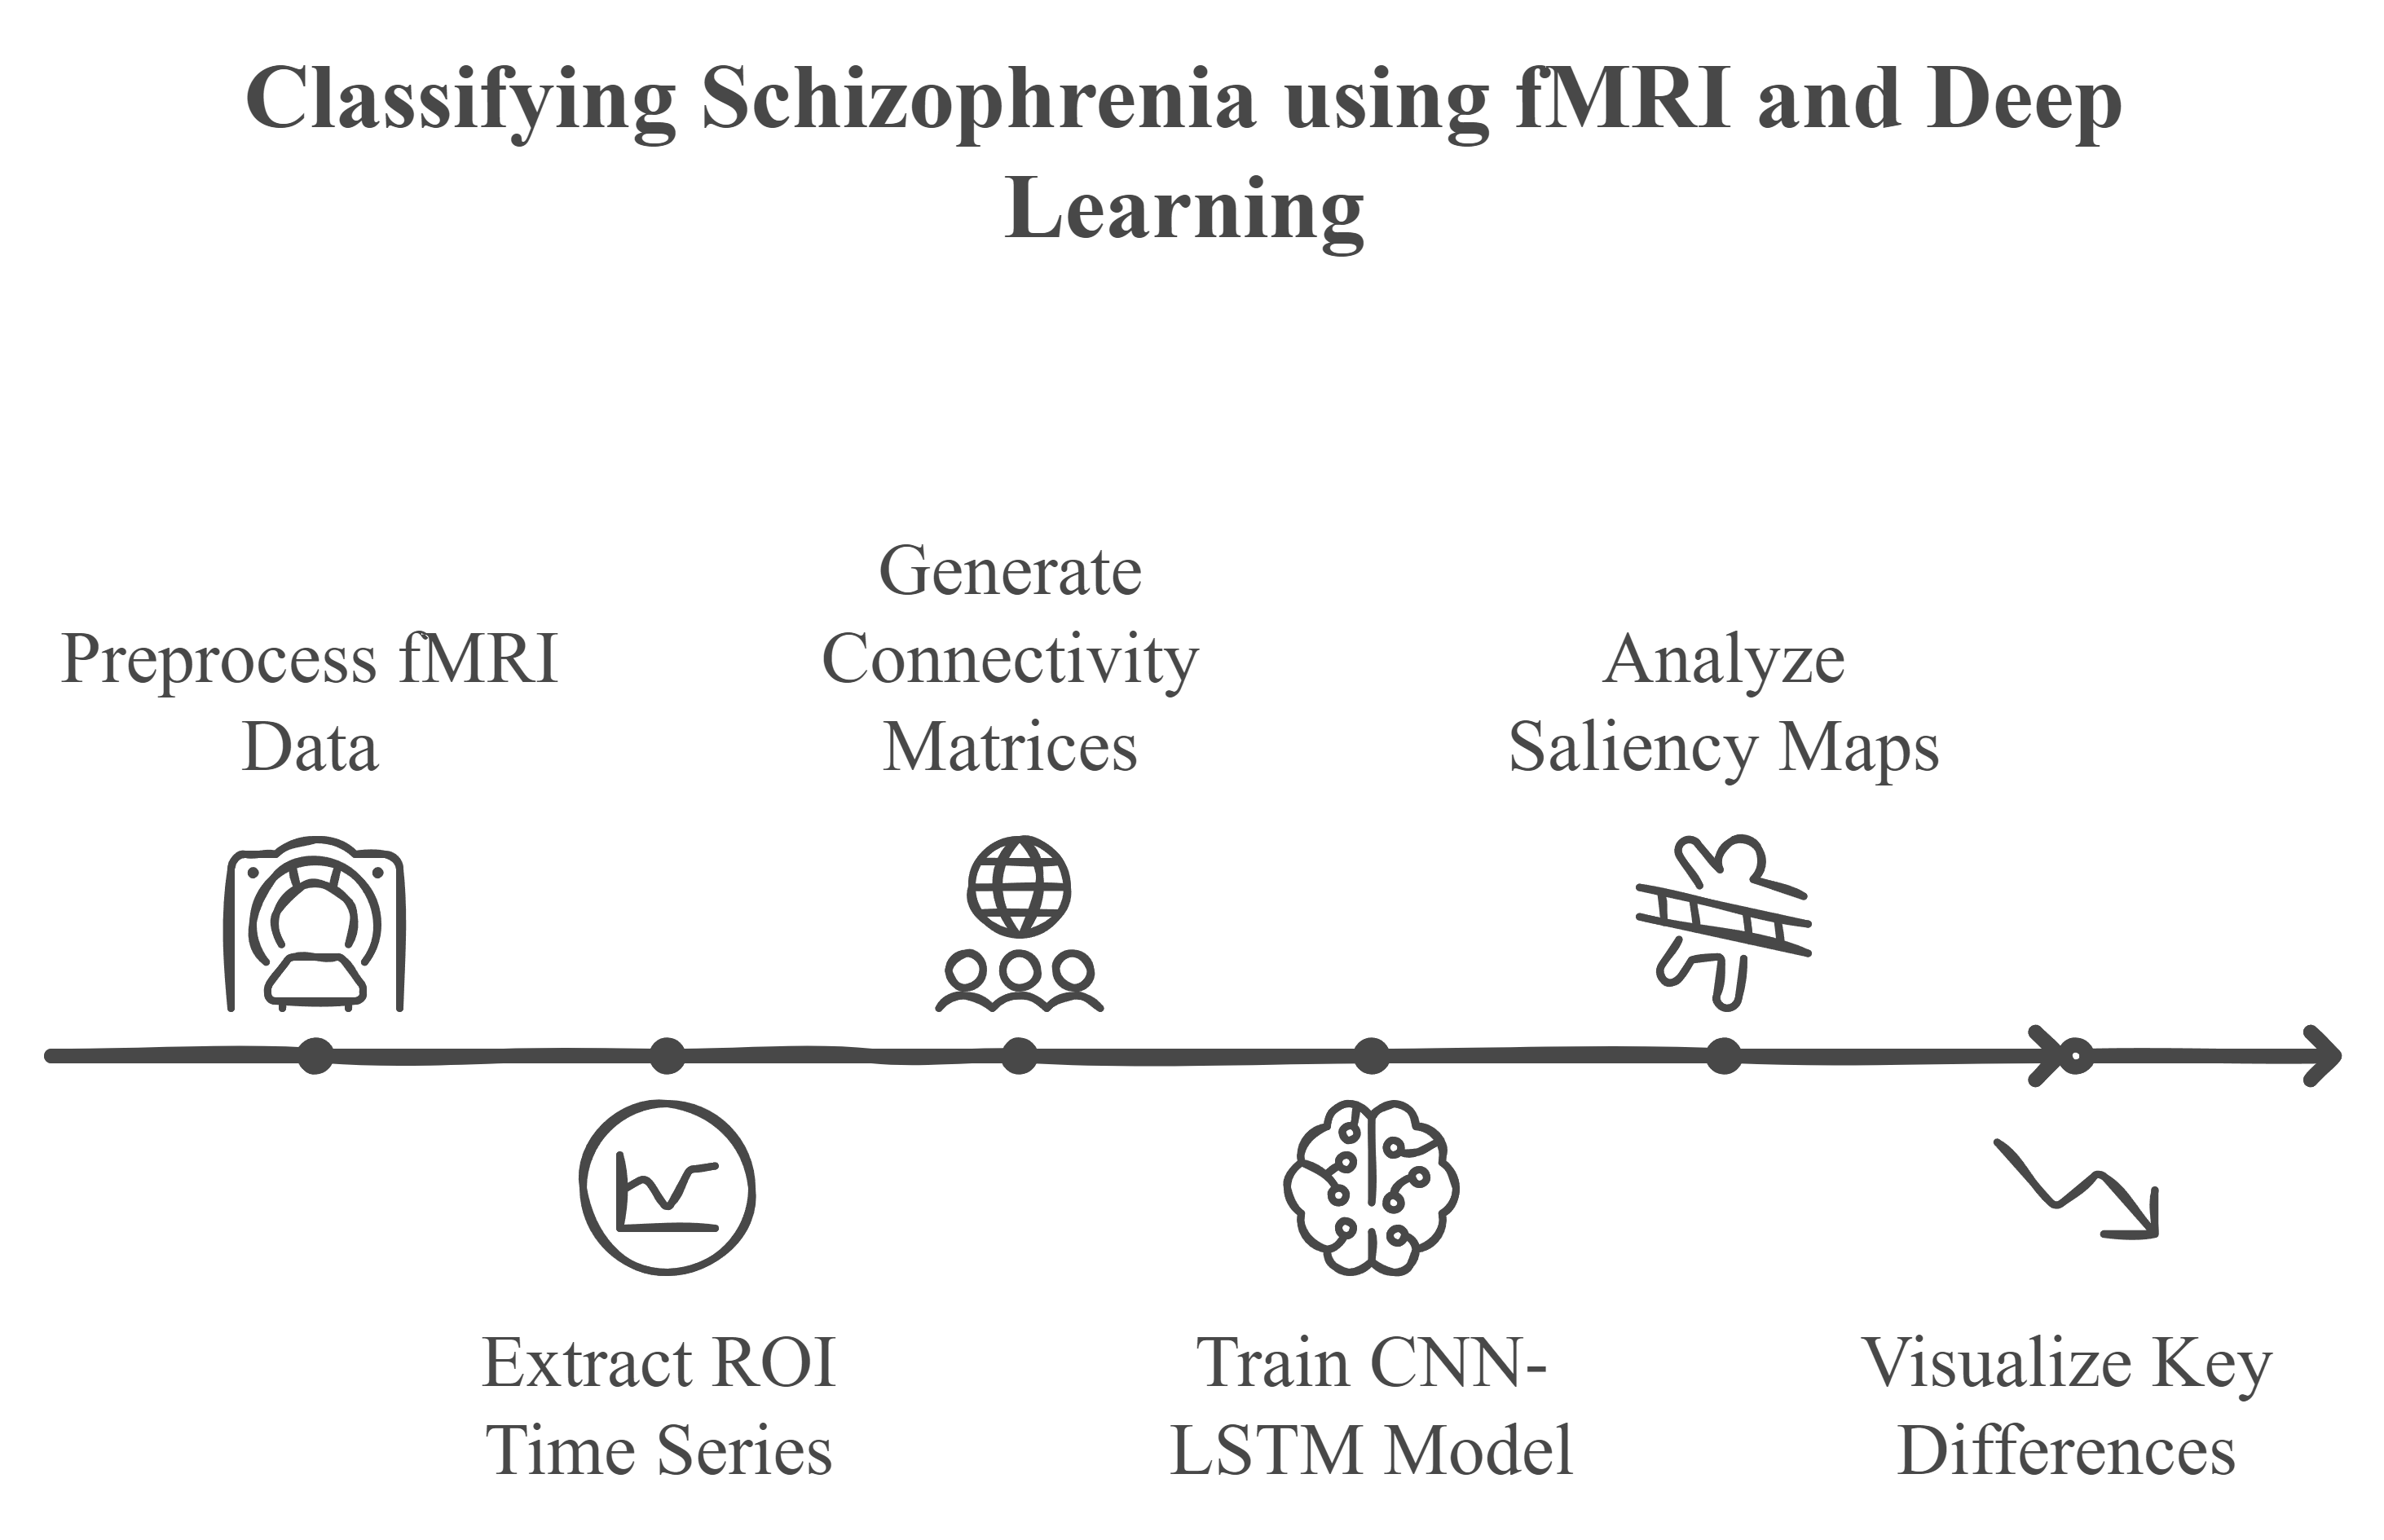 Classifying Schizophrenia using fMRI and Deep
Learning
Preprocess fMRI
Data
Extract ROI
Time Series
Generate
Connectivity
Matrices
Train CNN-
LSTM Model
Analyze
Saliency Maps
Visualize Key
Differences